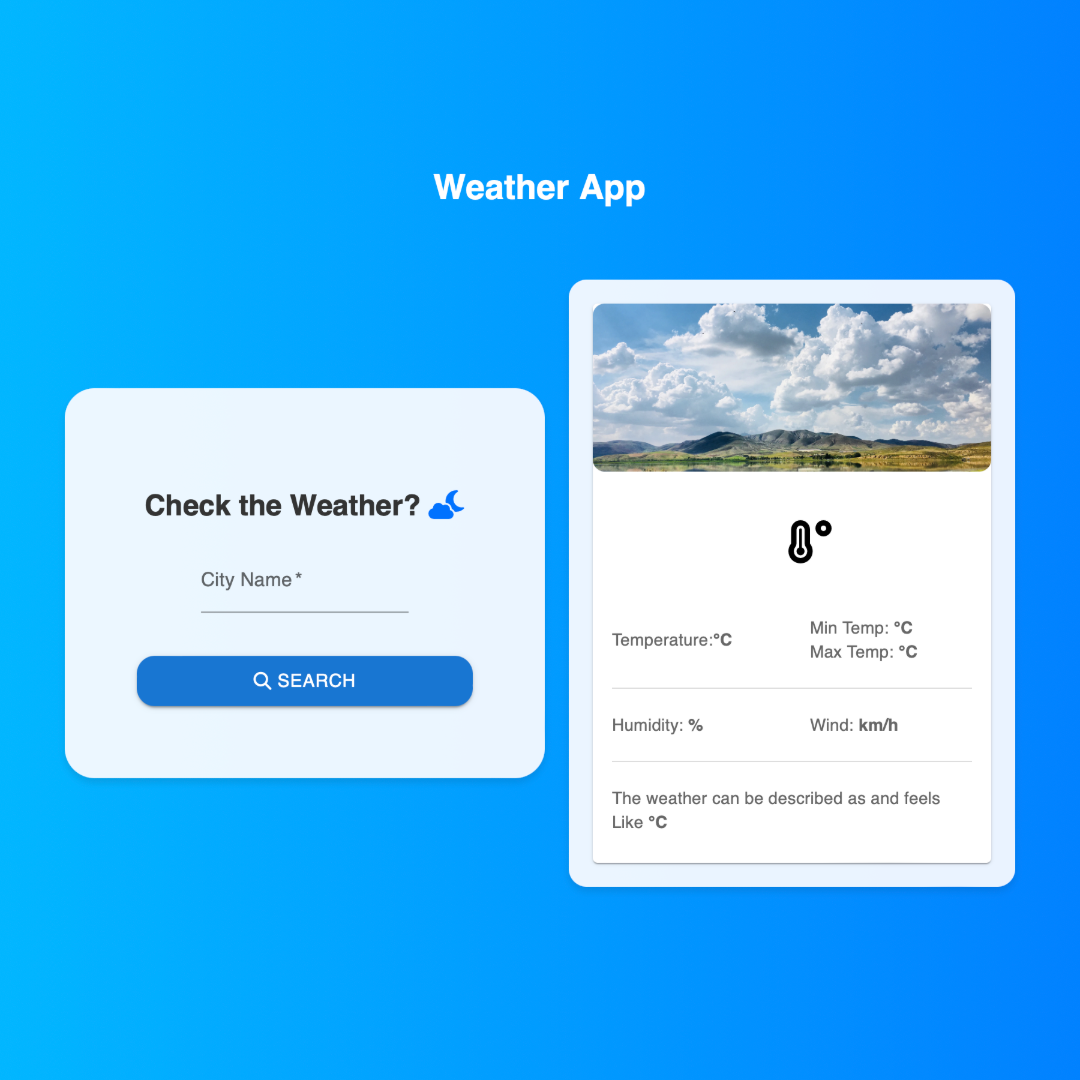 Weather App
Check the Weather?
City Name *
SEARCH
Temperature:°C
Min Temp: °C
Max Temp: °C
Humidity: %
Wind: km/h
The weather can be described as and feels
Like °C